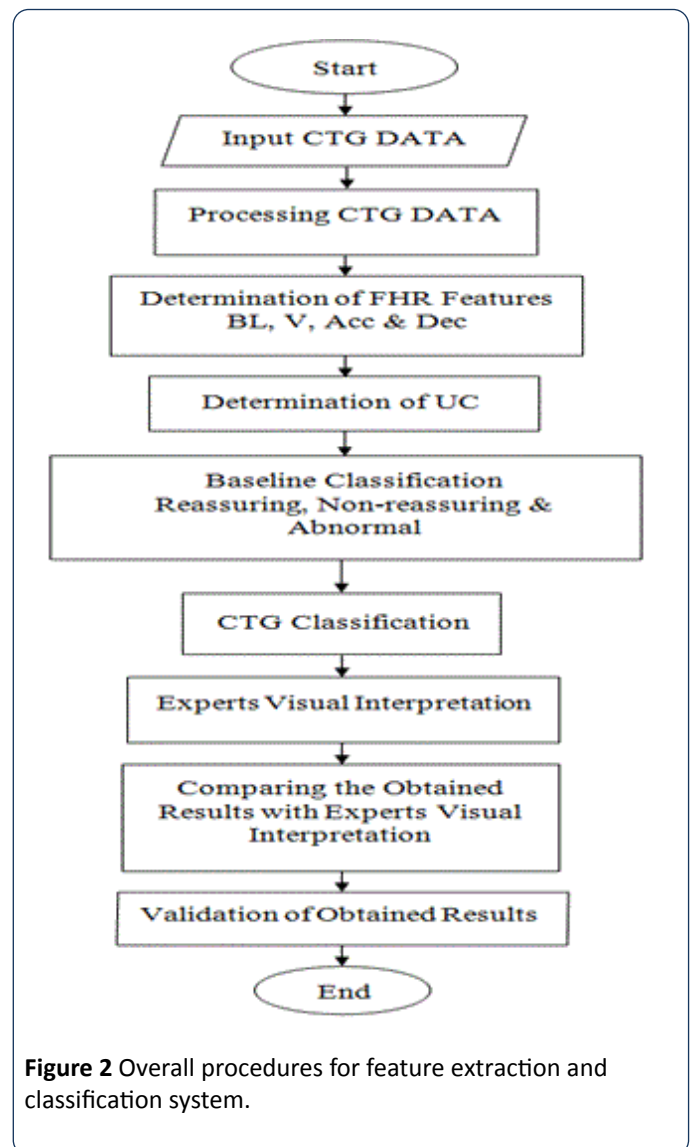 Start
Input CTG DATA
Processing CTG DATA
Determination of FHR Features
BL, V, Acc & Dec
Determination of UC
Baseline Classification
Reassuring, Non-reassuring &
Abnormal
CTG Classification
Experts Visual Interpretation
Comparing the Obtained
Results with Experts Visual
Interpretation
Validation of Obtained Results
End
Figure 2 Overall procedures for feature extraction and
classification system.